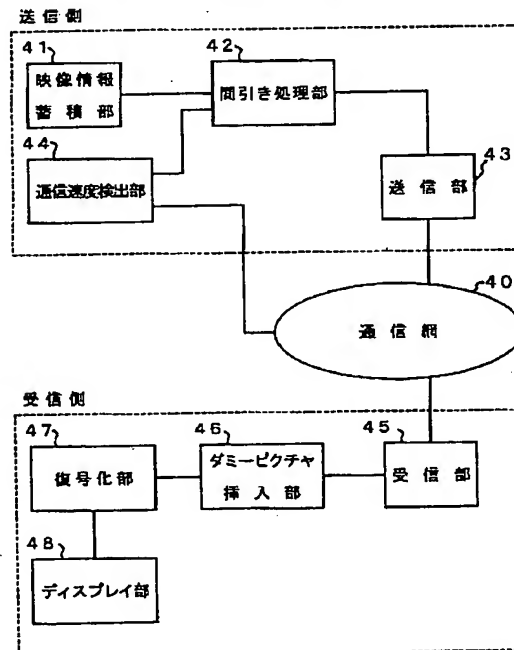 送信側
41
映像情報
蓄積部
42
間引き処理部
44
通信速度検出部
43
送信部
40
通信網
受信側
47
復号化部
46
ダミーピクチャ
挿入部
45
受信部
48
ディスプレイ部